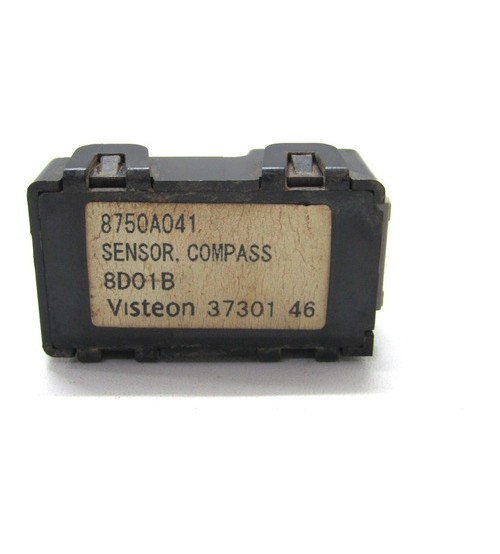 8750A041
SENSOR, COMPASS
8D01B
Visteon 37301 46